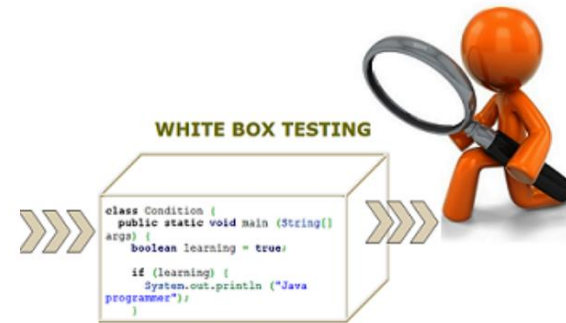 WHITE BOX TESTING
class Condition {
public static void main (String[]
args) {
boolean learning = true;
if (learning) {
System.out.println ("Java
programmer");
}